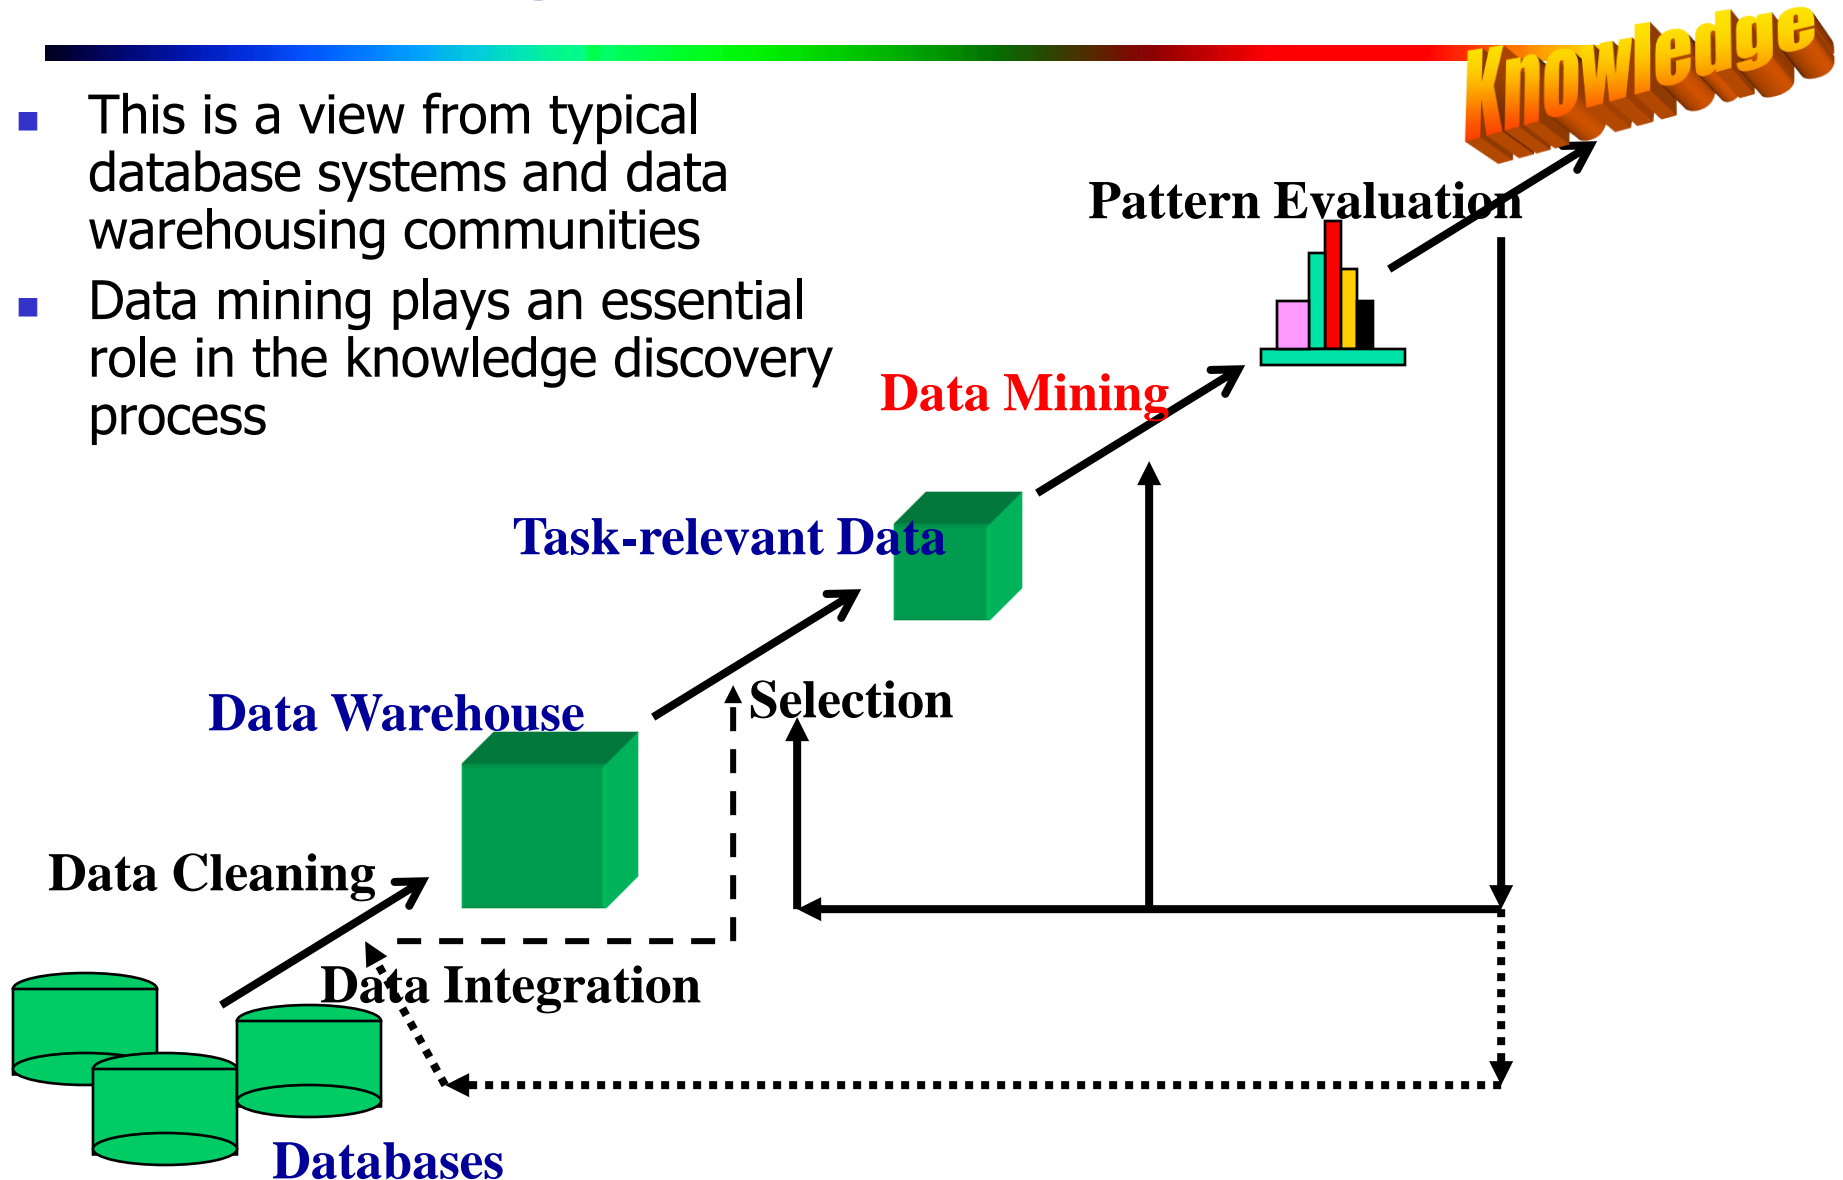 Knowledge
This is a view from typical
database systems and data
warehousing communities
Data mining plays an essential
role in the knowledge discovery
process
Pattern Evaluation
Data Mining
Task-relevant Data
Selection
Data Warehouse
Data Cleaning
Data Integration
Databases